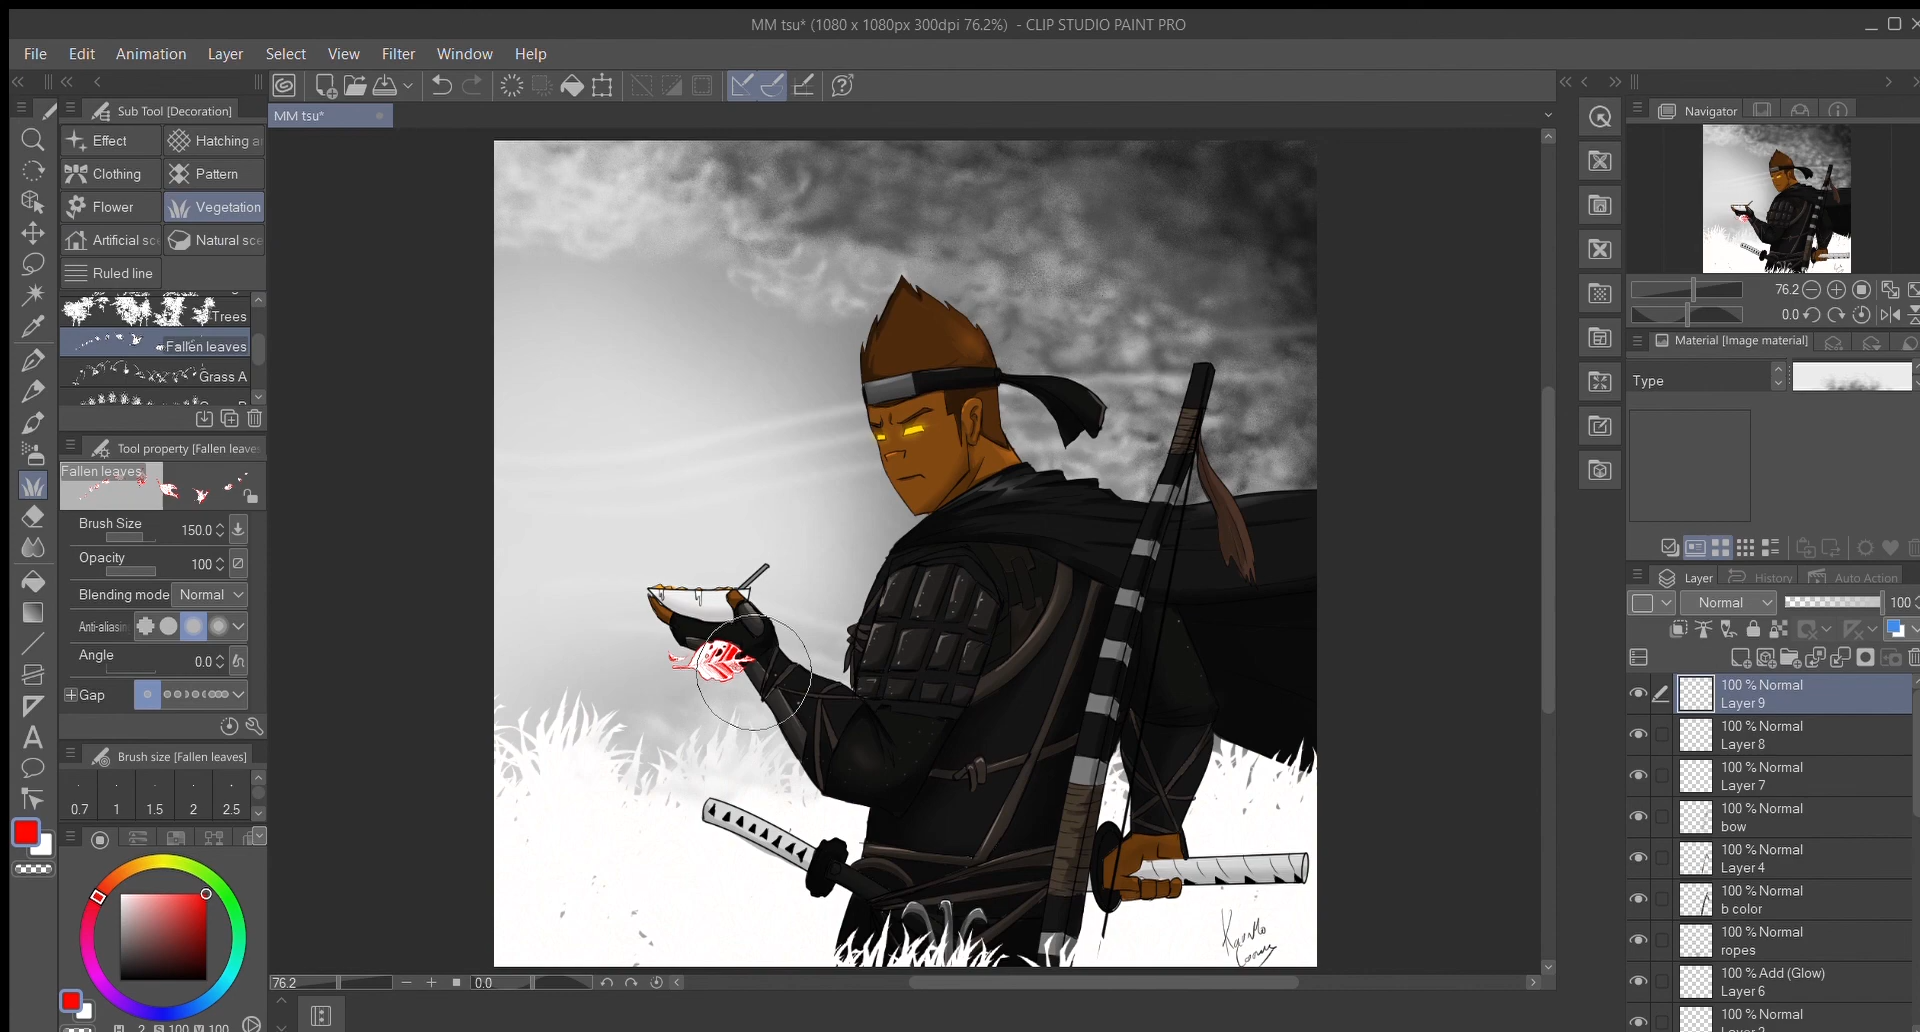 MM tsu* (1080 x 1080px 300dpi 76.2%) - CLIP STUDIO PAINT PRO
File Edit Animation Layer Select View Filter Window Help
Sub Tool [Decoration]
MM tsu*
Navigator
Effect
Hatching a
Clothing
Pattern
Flower
Vegetation
Artificial sc
Natural sce
Ruled line
Trees
Fallen leaves
Grass A
Tool property [Fallen leave
Fallen leaves
Brush Size 150.0
Opacity 100
Blending mode Normal
Anti-aliasin
Angle 0.0
Gap
Brush size [Fallen leaves]
0.7 1 1.5 2 2.5
H 2 S 100 V 100
76.2 0.0
76.2
0.0
Material [Image material]
Type
Layer History Auto Action
Normal 100
100 % Normal
Layer 9
100 % Normal
Layer 8
100 % Normal
Layer 7
100 % Normal
bow
100 % Normal
Layer 4
100 % Normal
b color
100 % Normal
ropes
100 % Add (Glow)
Layer 6
100 % Normal